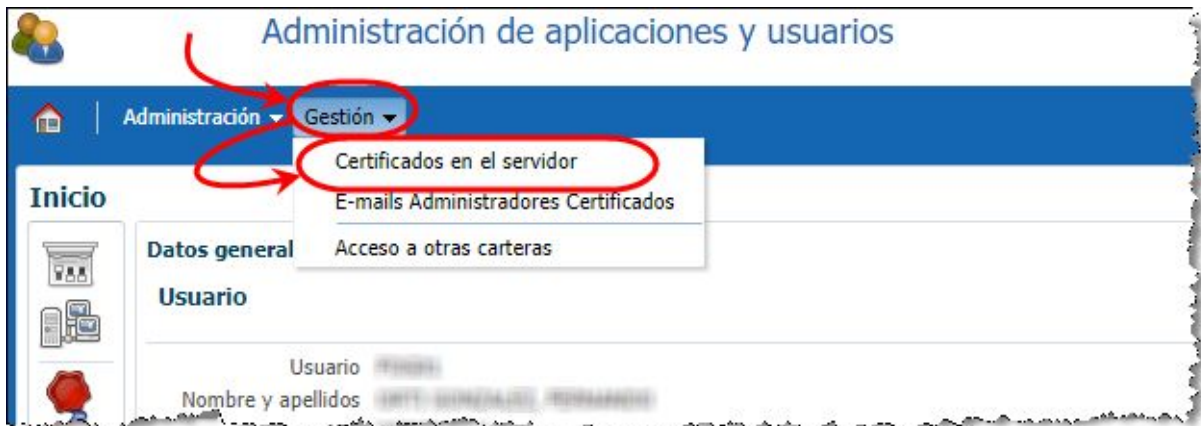 Administración de aplicaciones y usuarios
Administración Gestión
Certificados en el servidor
Inicio
E-mails Administradores Certificados
Datos general
Acceso a otras carteras
Usuario
Usuario
Nombre y apellidos